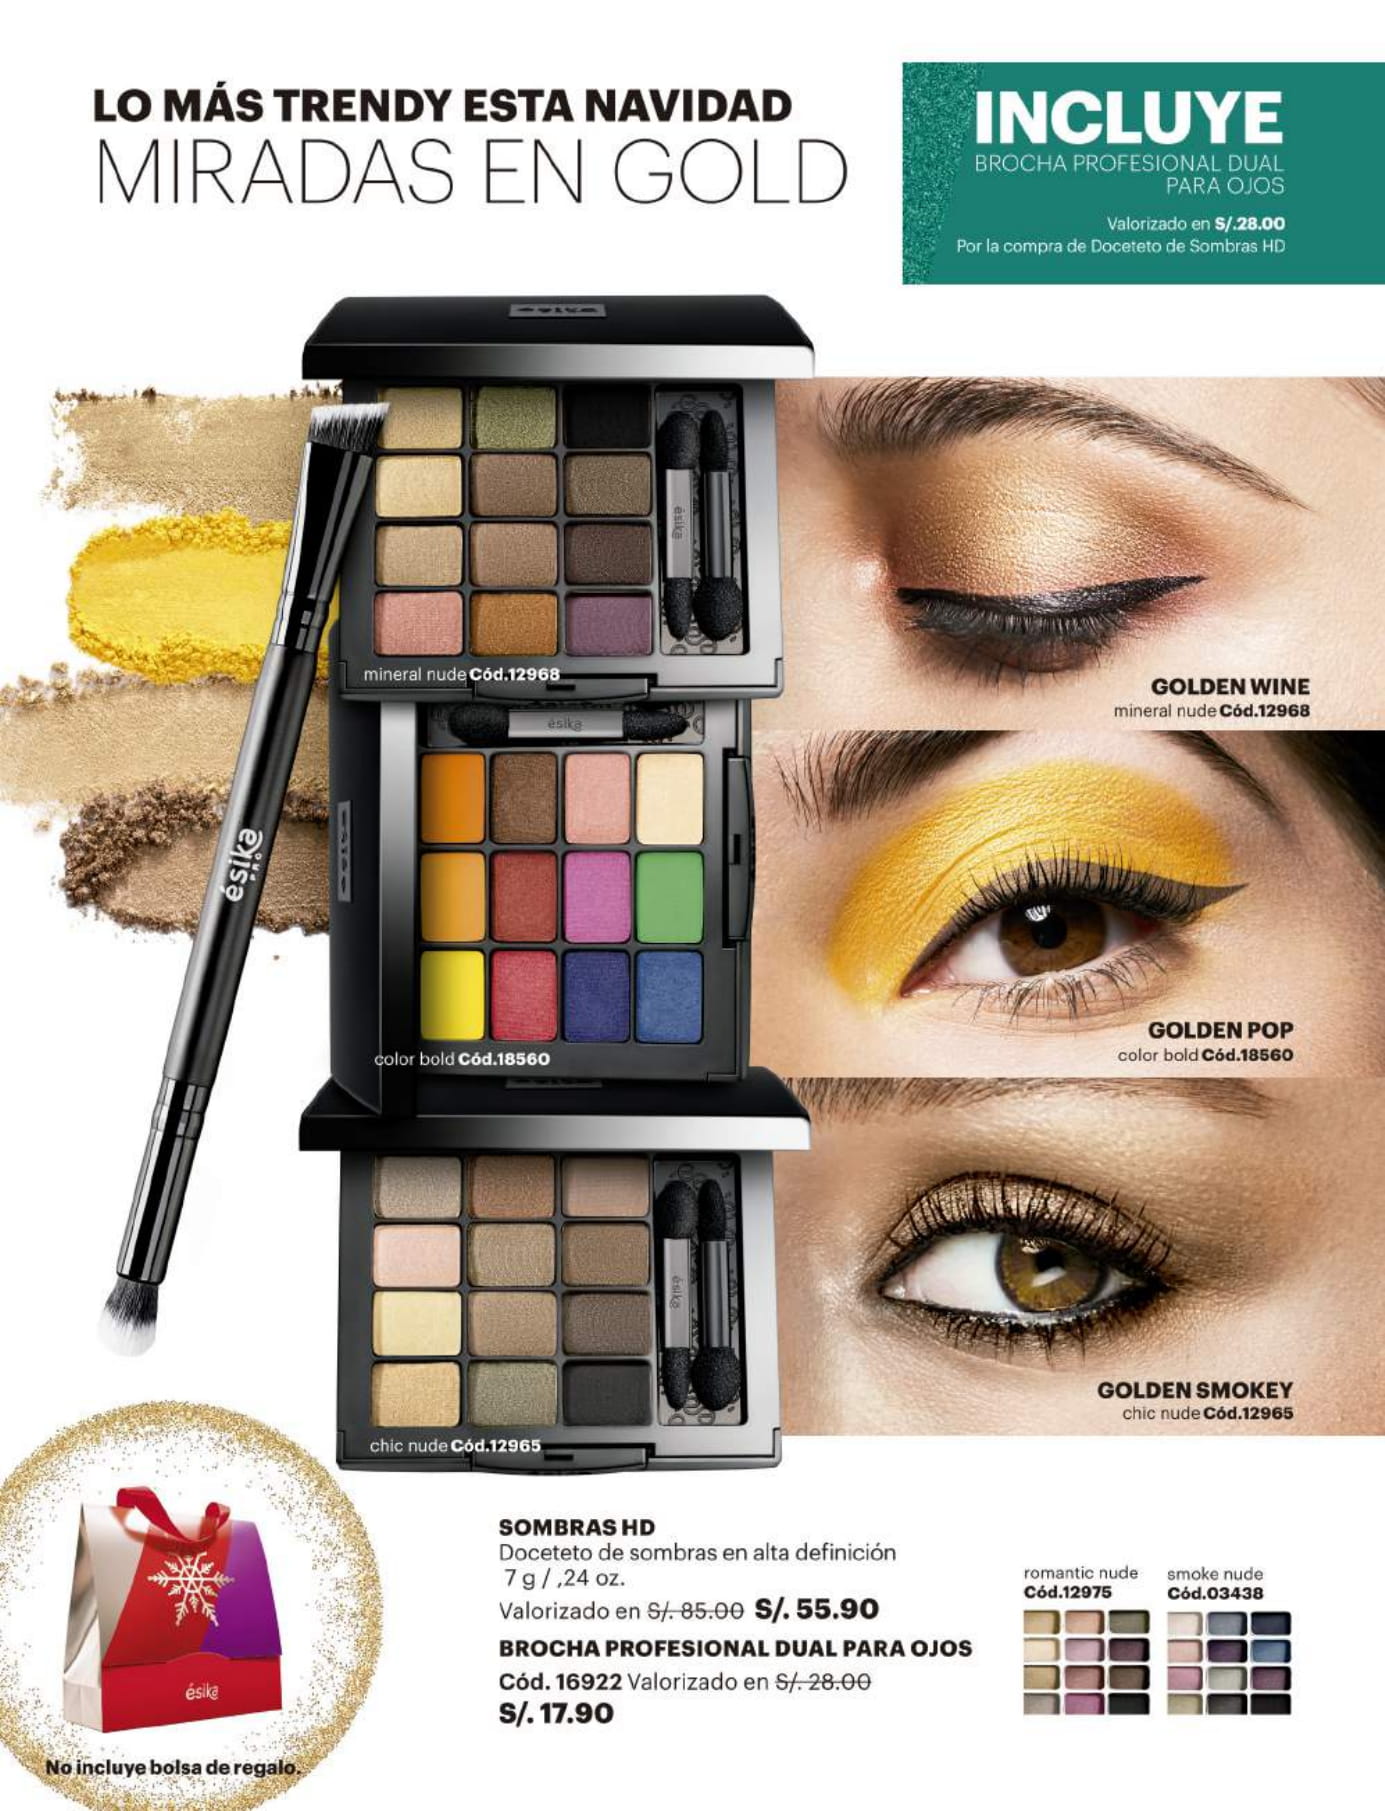 LO MÁS TRENDY ESTA NAVIDAD
MIRADAS EN GOLD
INCLUYE
BROCHA PROFESIONAL DUAL
PARA OJOS
Valorizado en S/.28.00
Por la compra de Doceteto de Sombras HD
ésika
mineral nude Cód.12968
GOLDEN WINE
mineral nude Cód.12968
ésika
ésika
PRO
ésika
color bold Cód.18560
GOLDEN POP
color bold Cód.18560
ésika
chic nude Cód.12965
GOLDEN SMOKEY
chic nude Cód.12965
ésika
No incluye bolsa de regalo.
SOMBRAS HD
Doceteto de sombras en alta definición
7 g / ,24 oz.
Valorizado en S/. 85.00 S/. 55.90
BROCHA PROFESIONAL DUAL PARA OJOS
Cód. 16922 Valorizado en S/. 28.00
S/. 17.90
romantic nude
Cód.12975
smoke nude
Cód.03438